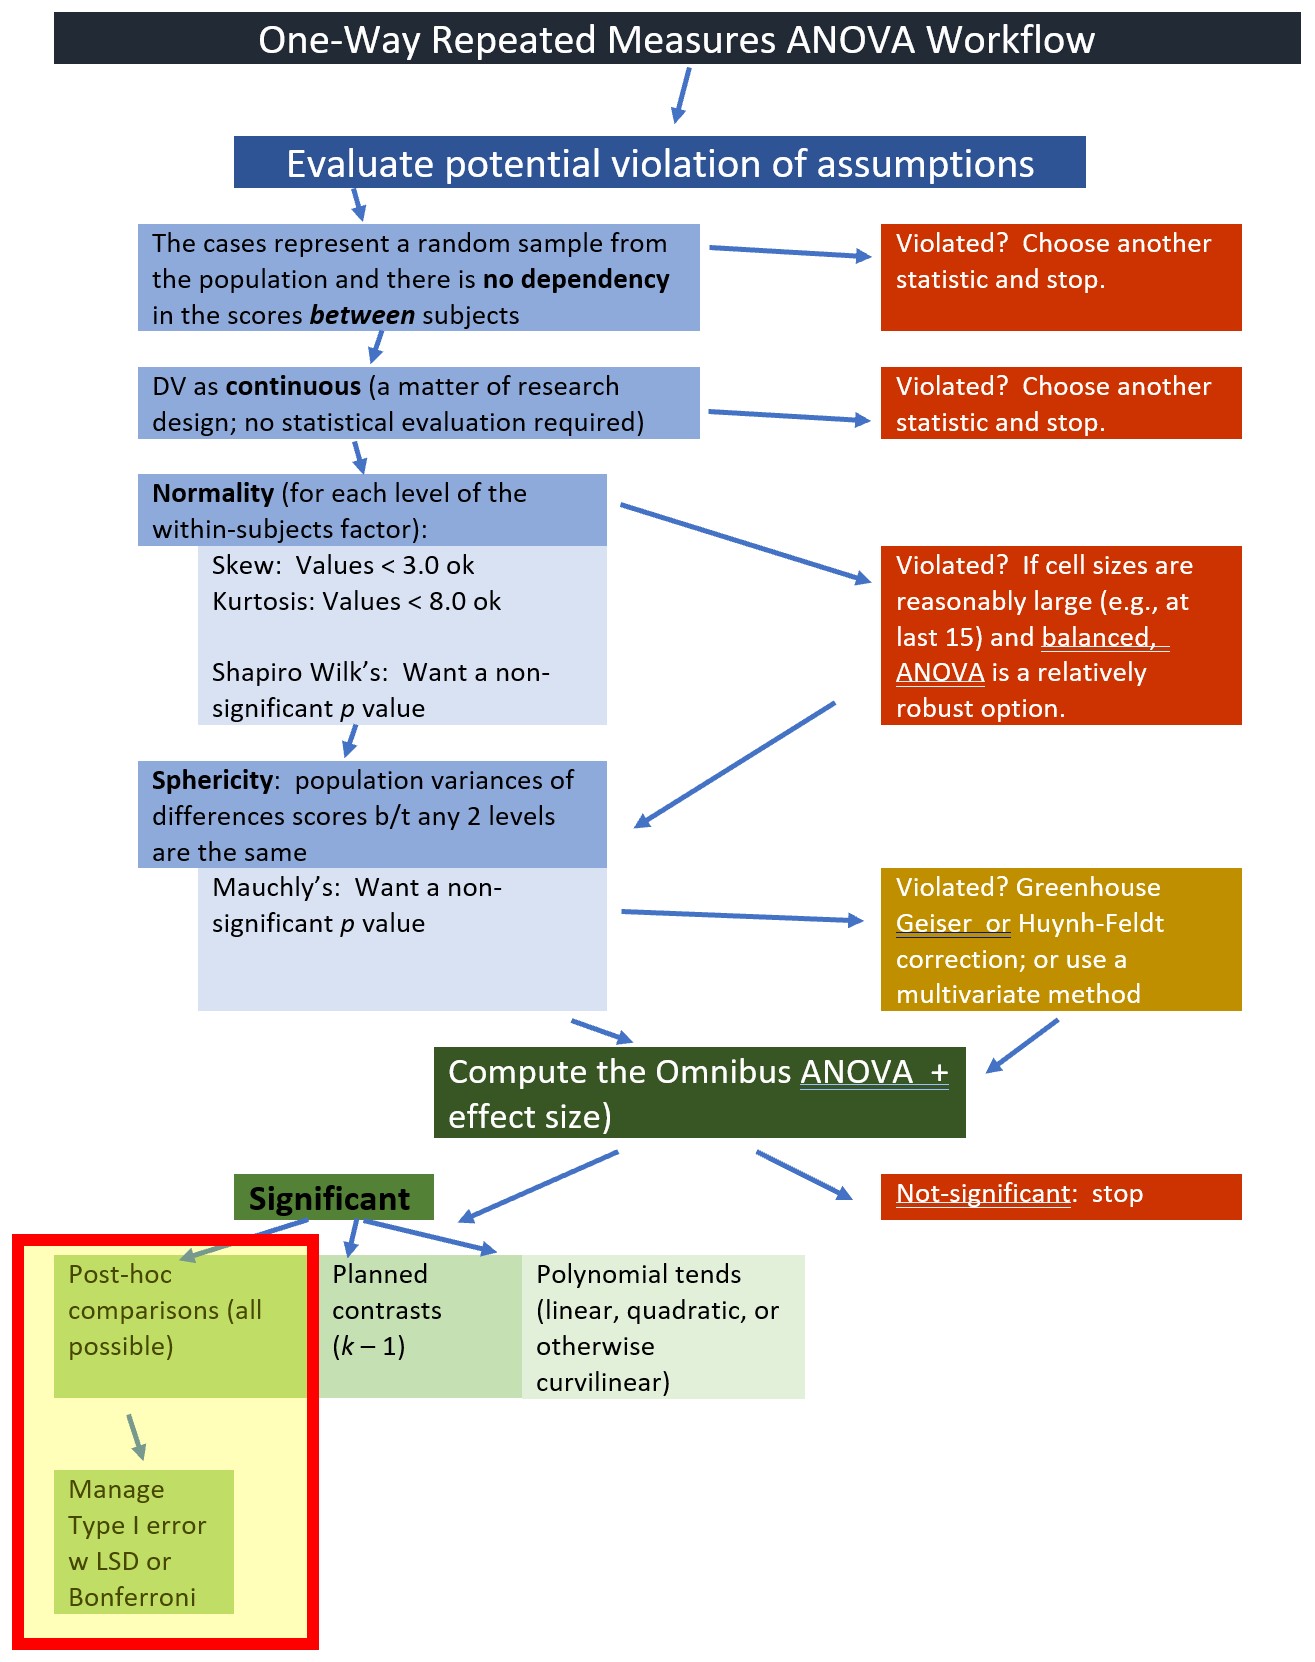 One-Way Repeated Measures ANOVA Workflow
Evaluate potential violation of assumptions
The cases represent a random sample from
the population and there is no dependency
in the scores between subjects
Violated?  Choose another
statistic and stop.
DV as continuous (a matter of research
design; no statistical evaluation required)
Violated?  Choose another
statistic and stop.
Normality (for each level of the
within-subjects factor):
Skew:  Values < 3.0 ok
Kurtosis: Values < 8.0 ok
Shapiro Wilk’s:  Want a non-
significant p value
Violated?  If cell sizes are
reasonably large (e.g., at
last 15) and balanced,
ANOVA is a relatively
robust option.
Sphericity:  population variances of
differences scores b/t any 2 levels
are the same
Mauchly’s:  Want a non-
significant p value
Violated? Greenhouse
Geiser  or Huynh-Feldt
correction; or use a
multivariate method
Compute the Omnibus ANOVA  +
effect size)
Significant
Not-significant:  stop
Post-hoc
comparisons (all
possible)
Planned
contrasts
(k – 1)
Polynomial tends
(linear, quadratic, or
otherwise
curvilinear)
Manage
Type I error
w LSD or
Bonferroni